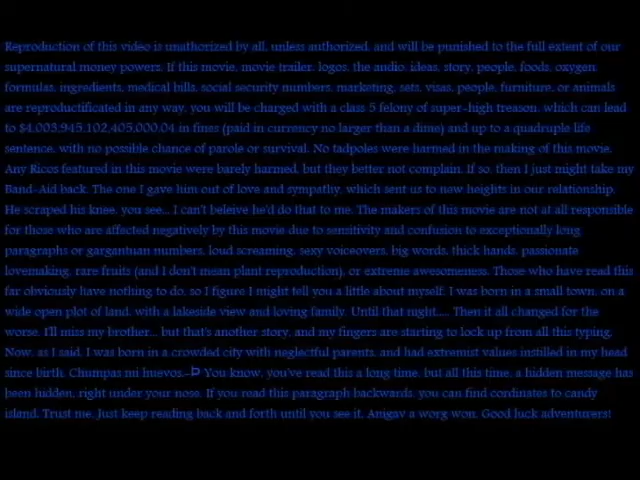 Reproduction of this video is unathorized by all, unless authorized, and will be punished to the full extent of our
supernatural money powers. If this movie, movie trailer, logos, the audio, ideas, story, people, foods, oxygen,
formulas, ingredients, medical bills, social security numbers, marketing, sets, visas, people, furniture, or animals
are reproductificated in any way, you will be charged with a class 5 felony of super-high treason, which can lead
to $4,003,945,102,405,000.04 in fines (paid in currency no larger than a dime) and up to a quadruple life
sentence, with no possible chance of parole or survival. No tadpoles were harmed in the making of this movie.
Any Ricos featured in this movie were barely harmed, but they better not complain. If so, then I just might take my
Band-Aid back. The one I gave him out of love and sympathy, which sent us to new heights in our relationship.
He scraped his knee, you see... I can't beleive he'd do that to me. The makers of this movie are not at all responsible
for those who are affected negatively by this movie due to sensitivity and confusion to exceptionally long
paragraphs or gargantuan numbers, loud screaming, sexy voiceovers, big words, thick hands, passionate
lovemaking, rare fruits (and I don't mean plant reproduction), or extreme awesomeness. Those who have read this
far obviously have nothing to do, so I figure I might tell you a little about myself. I was born in a small town, on a
wide open plot of land, with a lakeside view and loving family. Until that night..... Then it all changed for the
worse. I'll miss my brother... but that's another story, and my fingers are starting to lock up from all this typing.
Now, as I said, I was born in a crowded city with neglectful parents, and had extremist values instilled in my head
since birth. Chumpas mi huevos.-Þ You know, you've read this a long time, but all this time, a hidden message has
been hidden, right under your nose. If you read this paragraph backwards, you can find cordinates to candy
island. Trust me. Just keep reading back and forth until you see it. Anigav a worg won. Good luck adventurers!